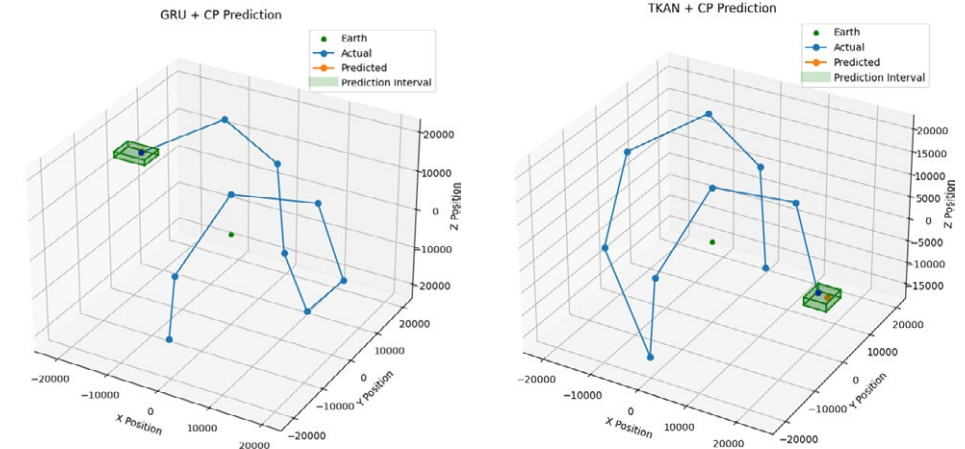 GRU + CP Prediction
Earth
Actual
Predicted
Prediction Interval
20000
10000
0
−10000
−20000
Z Position
−20000
−10000
0
10000
20000
X Position
−20000
−10000
0
10000
20000
Y Position
TKAN + CP Prediction
Earth
Actual
Predicted
Prediction Interval
20000
15000
10000
5000
0
−5000
−10000
−15000
Z Position
−20000
−10000
0
10000
20000
X Position
−20000
−10000
0
10000
20000
Y Position